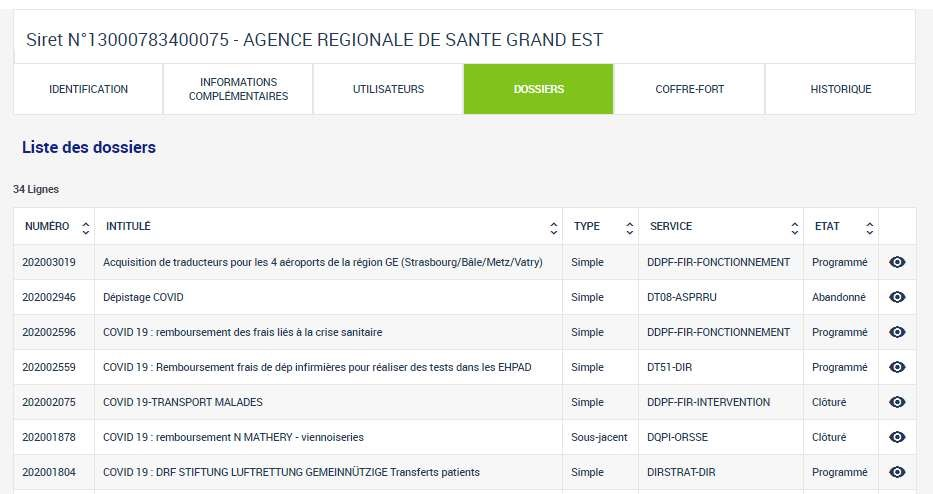 Siret N°13000783400075 - AGENCE REGIONALE DE SANTE GRAND EST
IDENTIFICATION
INFORMATIONS
COMPLÉMENTAIRES
UTILISATEURS
DOSSIERS
COFFRE-FORT
HISTORIQUE
Liste des dossiers
34 Lignes
NUMÉRO INTITULÉ TYPE SERVICE ETAT
202003019 Acquisition de traducteurs pour les 4 aéroports de la région GE (Strasbourg/Bâle/Metz/Vatry) Simple DDPF-FIR-FONCTIONNEMENT Programmé
202002946 Dépistage COVID Simple DT08-ASPRRU Abandonné
202002596 COVID 19 : remboursement des frais liés à la crise sanitaire Simple DDPF-FIR-FONCTIONNEMENT Programmé
202002559 COVID 19 : Remboursement frais de dép infirmières pour réaliser des tests dans les EHPAD Simple DT51-DIR Programmé
202002075 COVID 19-TRANSPORT MALADES Simple DDPF-FIR-INTERVENTION Clôturé
202001878 COVID 19 : remboursement N MATHERY - viennoiseries Sous-jacent DQPI-ORSSE Clôturé
202001804 COVID 19 : DRF STIFTUNG LUFTRETTUNG GEMEINNÜTZIGE Transferts patients Simple DIRSTRAT-DIR Programmé